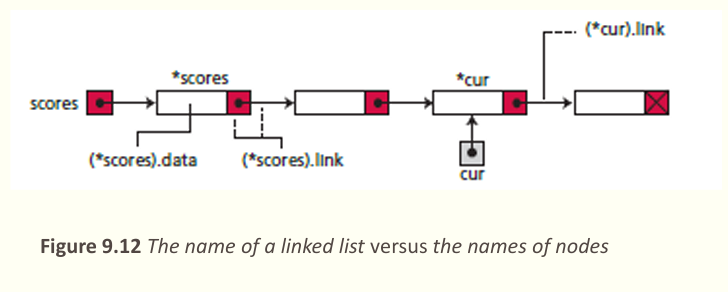 (*cur).link
*scores
*cur
scores
(*scores).data
(*scores).link
cur
Figure 9.12 The name of a linked list versus the names of nodes